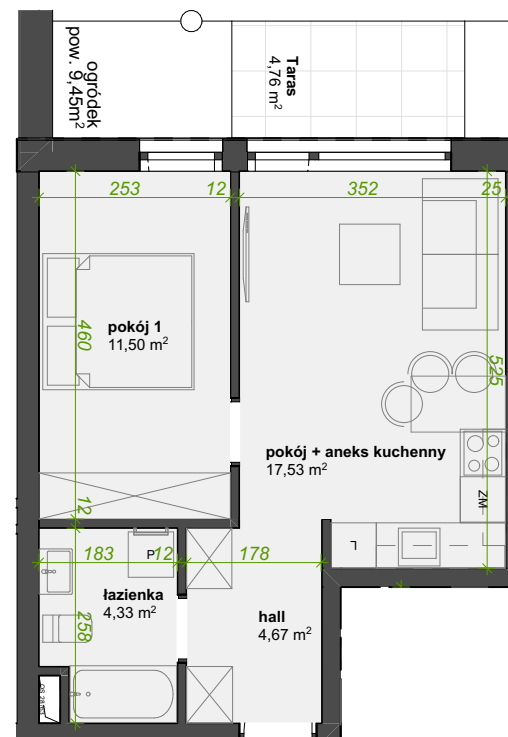 ogródek
pow. 9,45m²
Taras
4,76 m²
253
12
352
25
pokój 1
11,50 m²
460
525
pokój + aneks kuchenny
17,53 m²
ZM
12
L
183
12
178
P
łazienka
4,33 m²
258
hall
4,67 m²